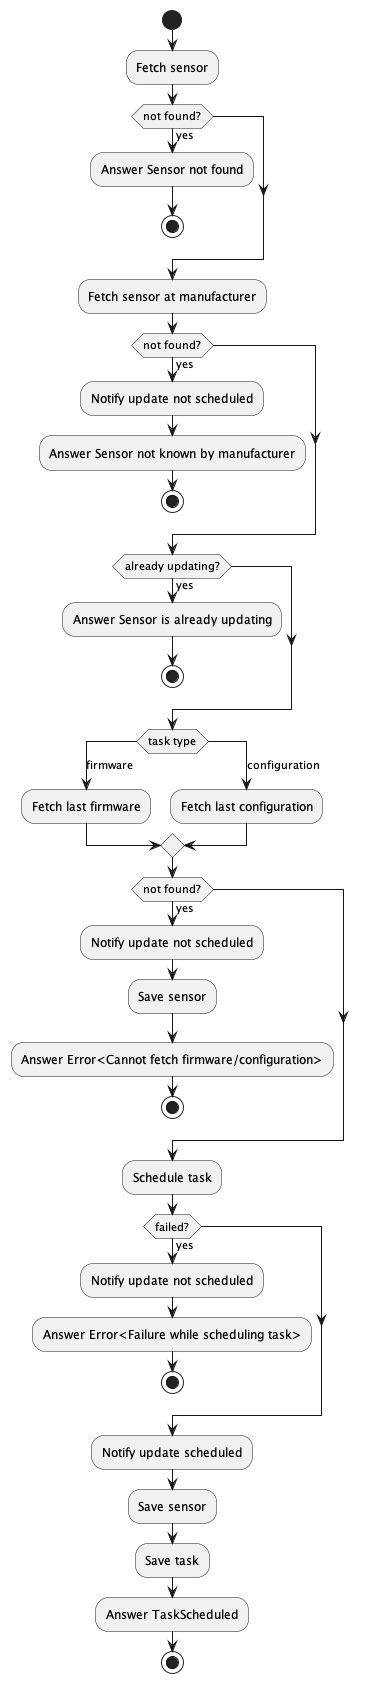 Fetch sensor
not found?
yes
Answer Sensor not found
Fetch sensor at manufacturer
not found?
yes
Notify update not scheduled
Answer Sensor not known by manufacturer
already updating?
yes
Answer Sensor is already updating
task type
firmware
configuration
Fetch last firmware
Fetch last configuration
not found?
yes
Notify update not scheduled
Save sensor
Answer Error<Cannot fetch firmware/configuration>
Schedule task
failed?
yes
Notify update not scheduled
Answer Error<Failure while scheduling task>
Notify update scheduled
Save sensor
Save task
Answer TaskScheduled